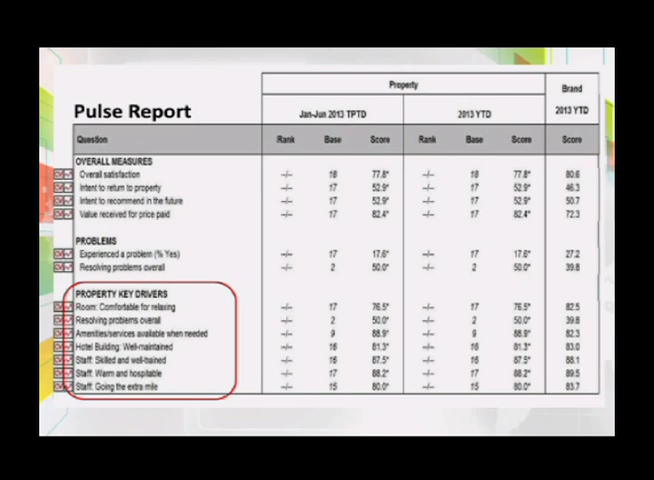 Property
Brand
Pulse Report
Jan-Jun 2013 TPTD 2013 YTD 2013 YTD
Question Rank Base Score Rank Base Score Score
OVERALL MEASURES
Overall satisfaction --/-- 18 77.8* --/-- 18 77.8* 80.6
Intent to return to property --/-- 17 52.9* --/-- 17 52.9* 46.3
Intent to recommend in the future --/-- 17 52.9* --/-- 17 52.9* 50.7
Value received for price paid --/-- 17 82.4* --/-- 17 82.4* 72.3
PROBLEMS
Experienced a problem (% Yes) --/-- 17 17.6* --/-- 17 17.6* 27.2
Resolving problems overall --/-- 2 50.0* --/-- 2 50.0* 39.8
PROPERTY KEY DRIVERS
Room: Comfortable for relaxing --/-- 17 76.5* --/-- 17 76.5* 82.5
Resolving problems overall --/-- 2 50.0* --/-- 2 50.0* 39.8
Amenities/services available when needed --/-- 9 88.9* --/-- 9 88.9* 82.3
Hotel Building: Well-maintained --/-- 16 81.3* --/-- 16 81.3* 83.0
Staff: Skilled and well-trained --/-- 16 87.5* --/-- 16 87.5* 88.1
Staff: Warm and hospitable --/-- 17 88.2* --/-- 17 88.2* 89.5
Staff: Going the extra mile --/-- 15 80.0* --/-- 15 80.0* 83.7